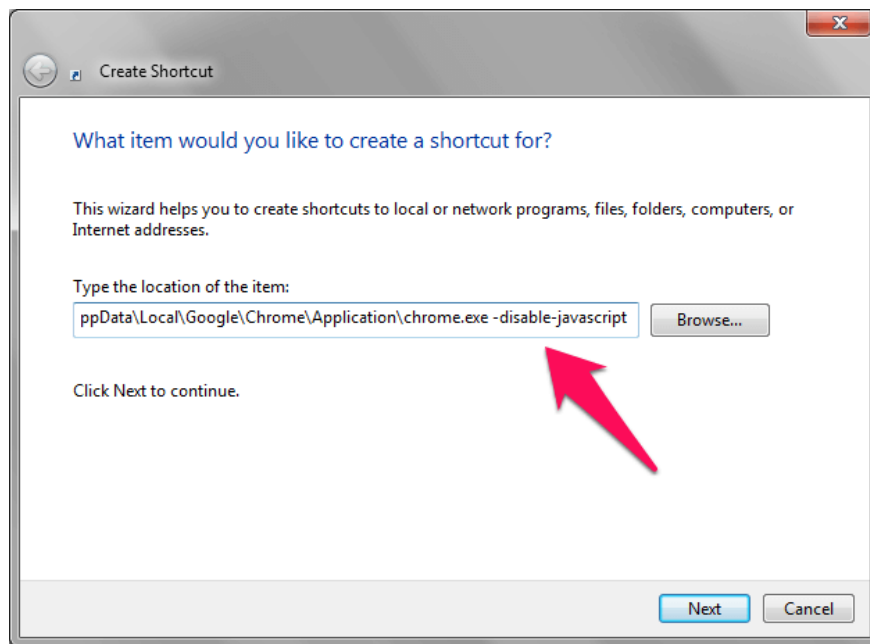 Create Shortcut
What item would you like to create a shortcut for?
This wizard helps you to create shortcuts to local or network programs, files, folders, computers, or
Internet addresses.
Type the location of the item:
ppData\Local\Google\Chrome\Application\chrome.exe -disable-javascript
Browse...
Click Next to continue.
Next
Cancel